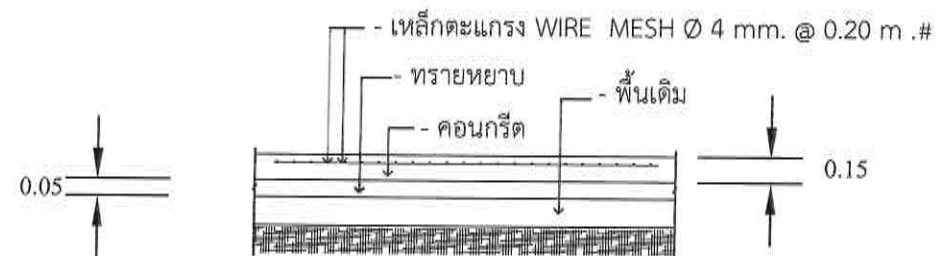 - เหล็กตะแกรง WIRE MESH Ø 4 mm. @ 0.20 m .#
- ทรายหยาบ
- พื้นเดิม
- คอนกรีต
0.05
0.15